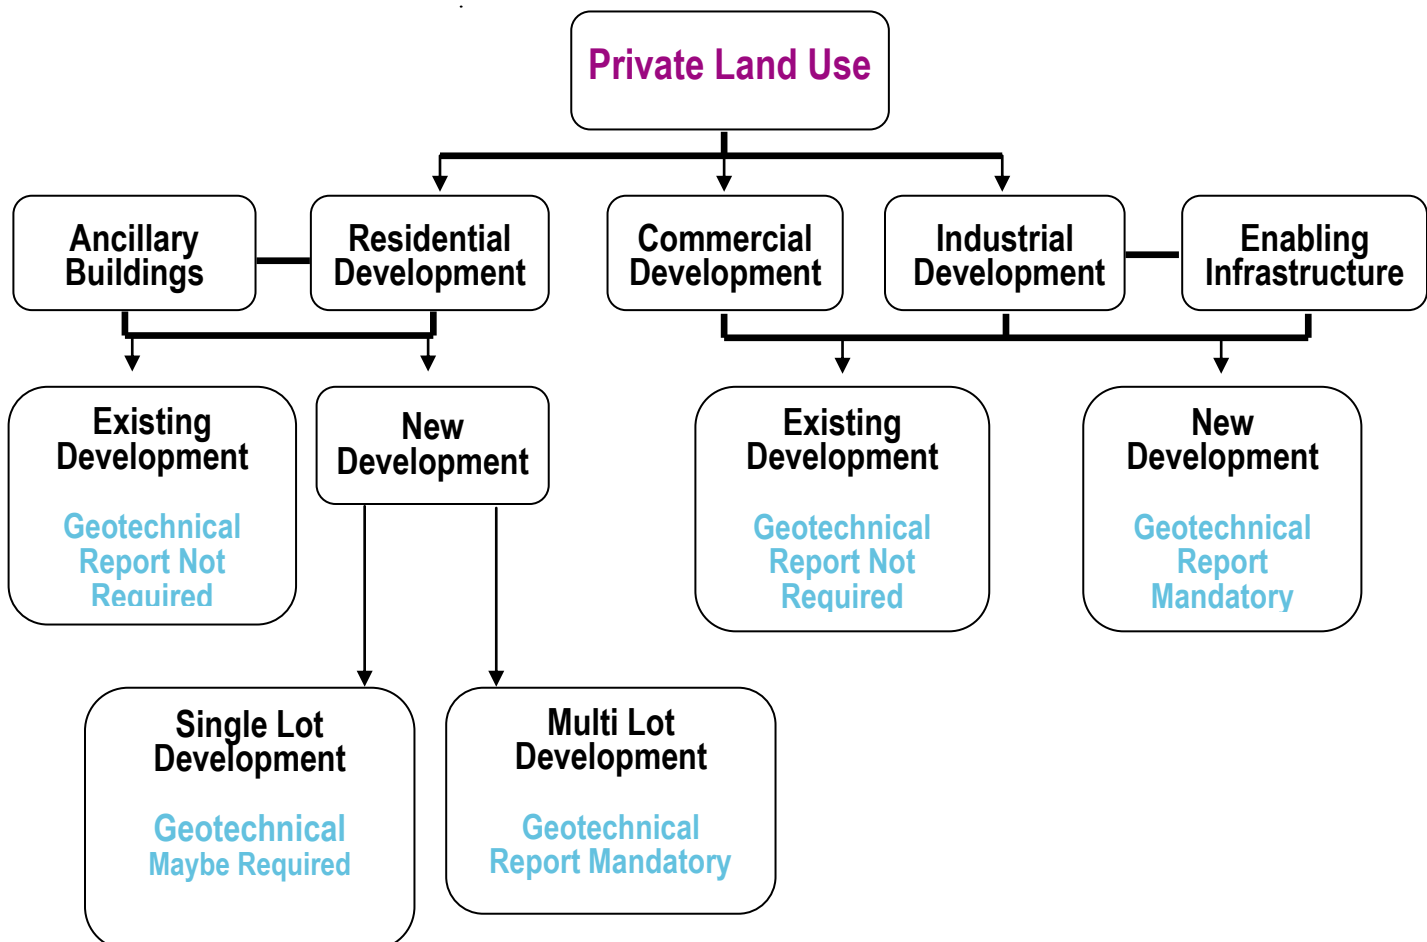 Private Land Use
Ancillary
Buildings
Residential
Development
Commercial
Development
Industrial
Development
Enabling
Infrastructure
Existing
Development
Geotechnical
Report Not
Required
New
Development
Existing
Development
Geotechnical
Report Not
Required
New
Development
Geotechnical
Report
Mandatory
Single Lot
Development
Geotechnical
Maybe Required
Multi Lot
Development
Geotechnical
Report Mandatory